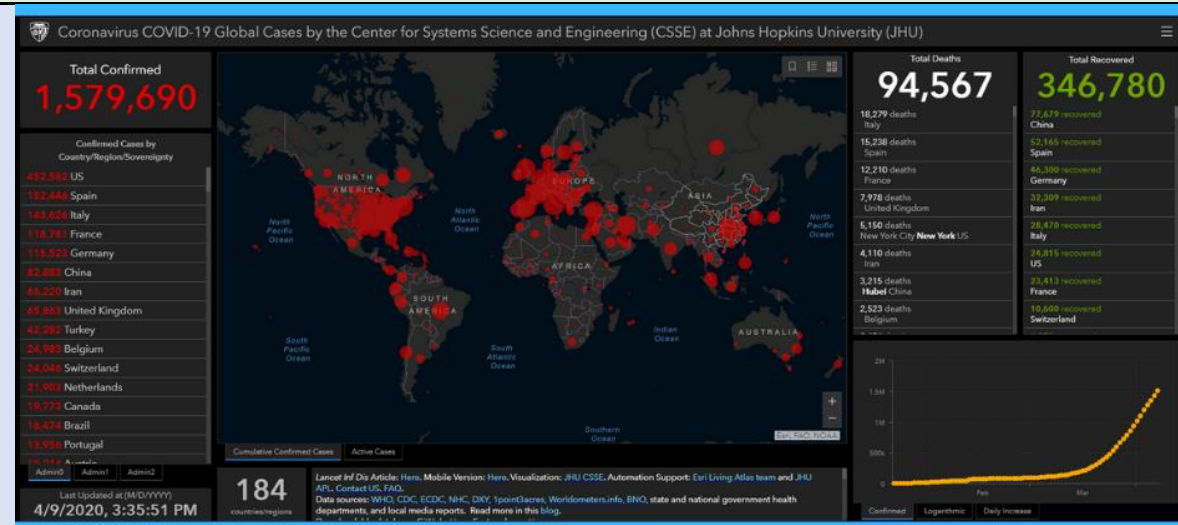 Coronavirus COVID-19 Global Cases by the Center for Systems Science and Engineering (CSSE) at Johns Hopkins University (JHU)
Total Confirmed
1,579,690
Confirmed Cases by
Country/Region/Sovereignty
452,582 US
152,446 Spain
143,626 Italy
118,781 France
115,523 Germany
82,883 China
66,220 Iran
65,863 United Kingdom
42,282 Turkey
24,983 Belgium
24,046 Switzerland
21,903 Netherlands
19,773 Canada
16,474 Brazil
13,956 Portugal
Austria
Admin0
Admin1
Admin2
Last Updated at (M/D/YYYY)
4/9/2020, 3:35:51 PM
NORTH
AMERICA
EUROPE
ASIA
North
Pacific
Ocean
North
Atlantic
Ocean
North
Pacific
Ocean
AFRICA
SOUTH
AMERICA
Indian
Ocean
AUSTRALIA
South
Pacific
Ocean
South
Atlantic
Ocean
Southern
Ocean
+
−
Esri, FAO, NOAA
Cumulative Confirmed Cases
Active Cases
184
countries/regions
Lancet Inf Dis Article: Here. Mobile Version: Here. Visualization: JHU CSSE. Automation Support: Esri Living Atlas team and JHU
APL. Contact US. FAQ.
Data sources: WHO, CDC, ECDC, NHC, DXY, 1point3acres, Worldometers.info, BNO, state and national government health
departments, and local media reports. Read more in this blog.
Total Deaths
94,567
18,279 deaths
Italy
15,238 deaths
Spain
12,210 deaths
France
7,978 deaths
United Kingdom
5,150 deaths
New York City New York US
4,110 deaths
Iran
3,215 deaths
Hubei China
2,523 deaths
Belgium
Total Recovered
346,780
77,679 recovered
China
52,165 recovered
Spain
46,300 recovered
Germany
32,309 recovered
Iran
28,470 recovered
Italy
24,815 recovered
US
23,413 recovered
France
10,600 recovered
Switzerland
2M
1.5M
1M
500k
0
Feb
Mar
Confirmed
Logarithmic
Daily Increase